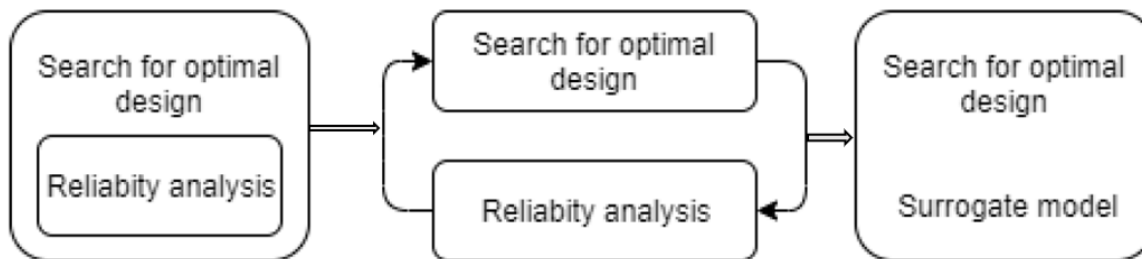 Search for optimal
design
Reliabity analysis
Search for optimal
design
Reliabity analysis
Search for optimal
design
Surrogate model